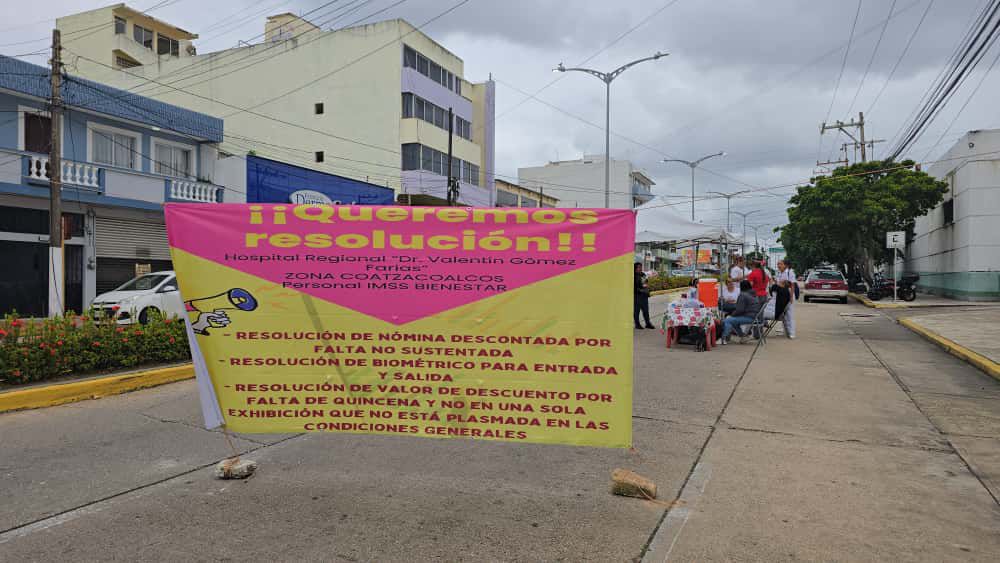 ¡¡Queremos
resolución!!
Hospital Regional "Dr. Valentín Gómez
Farias"
ZONA COATZACOALCOS
Personal IMSS BIENESTAR
- RESOLUCIÓN DE NÓMINA DESCONTADA POR
FALTA NO SUSTENTADA
- RESOLUCIÓN DE BIOMÉTRICO PARA ENTRADA
Y SALIDA
- RESOLUCIÓN DE VALOR DE DESCUENTO POR
FALTA DE QUINCENA Y NO EN UNA SOLA
EXHIBICIÓN QUE NO ESTÁ PLASMADA EN LAS
CONDICIONES GENERALES